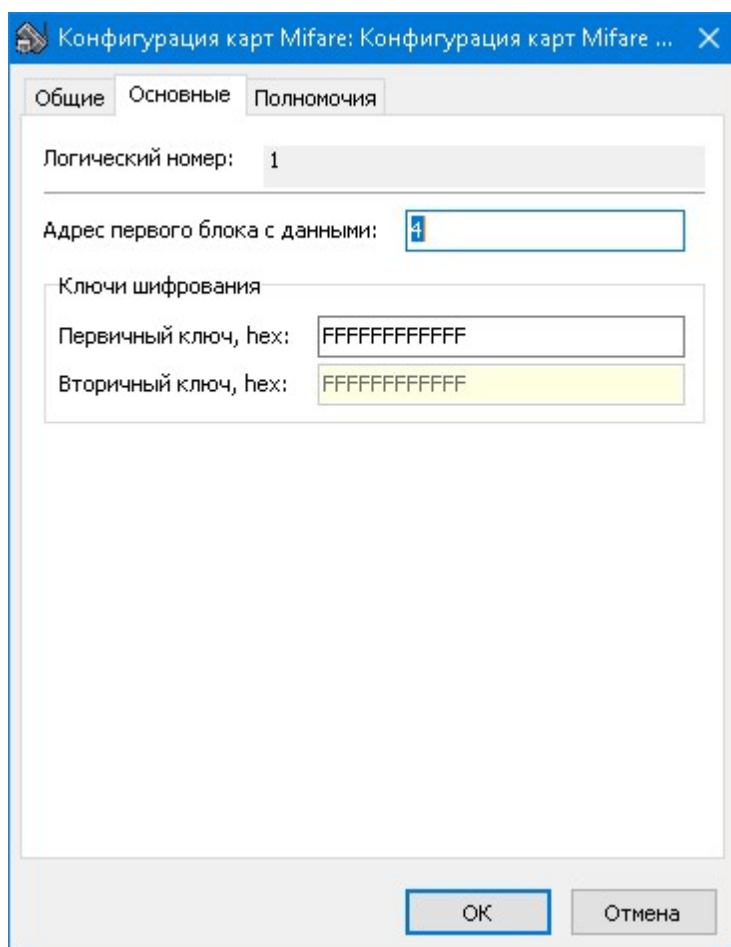 Конфигурация карт Mifare: Конфигурация карт Mifare ...
Общие Основные Полномочия
Логический номер: 1
Адрес первого блока с данными: 4
Ключи шифрования
Первичный ключ, hex: FFFFFFFFFFFF
Вторичный ключ, hex: FFFFFFFFFFFF
ОК Отмена